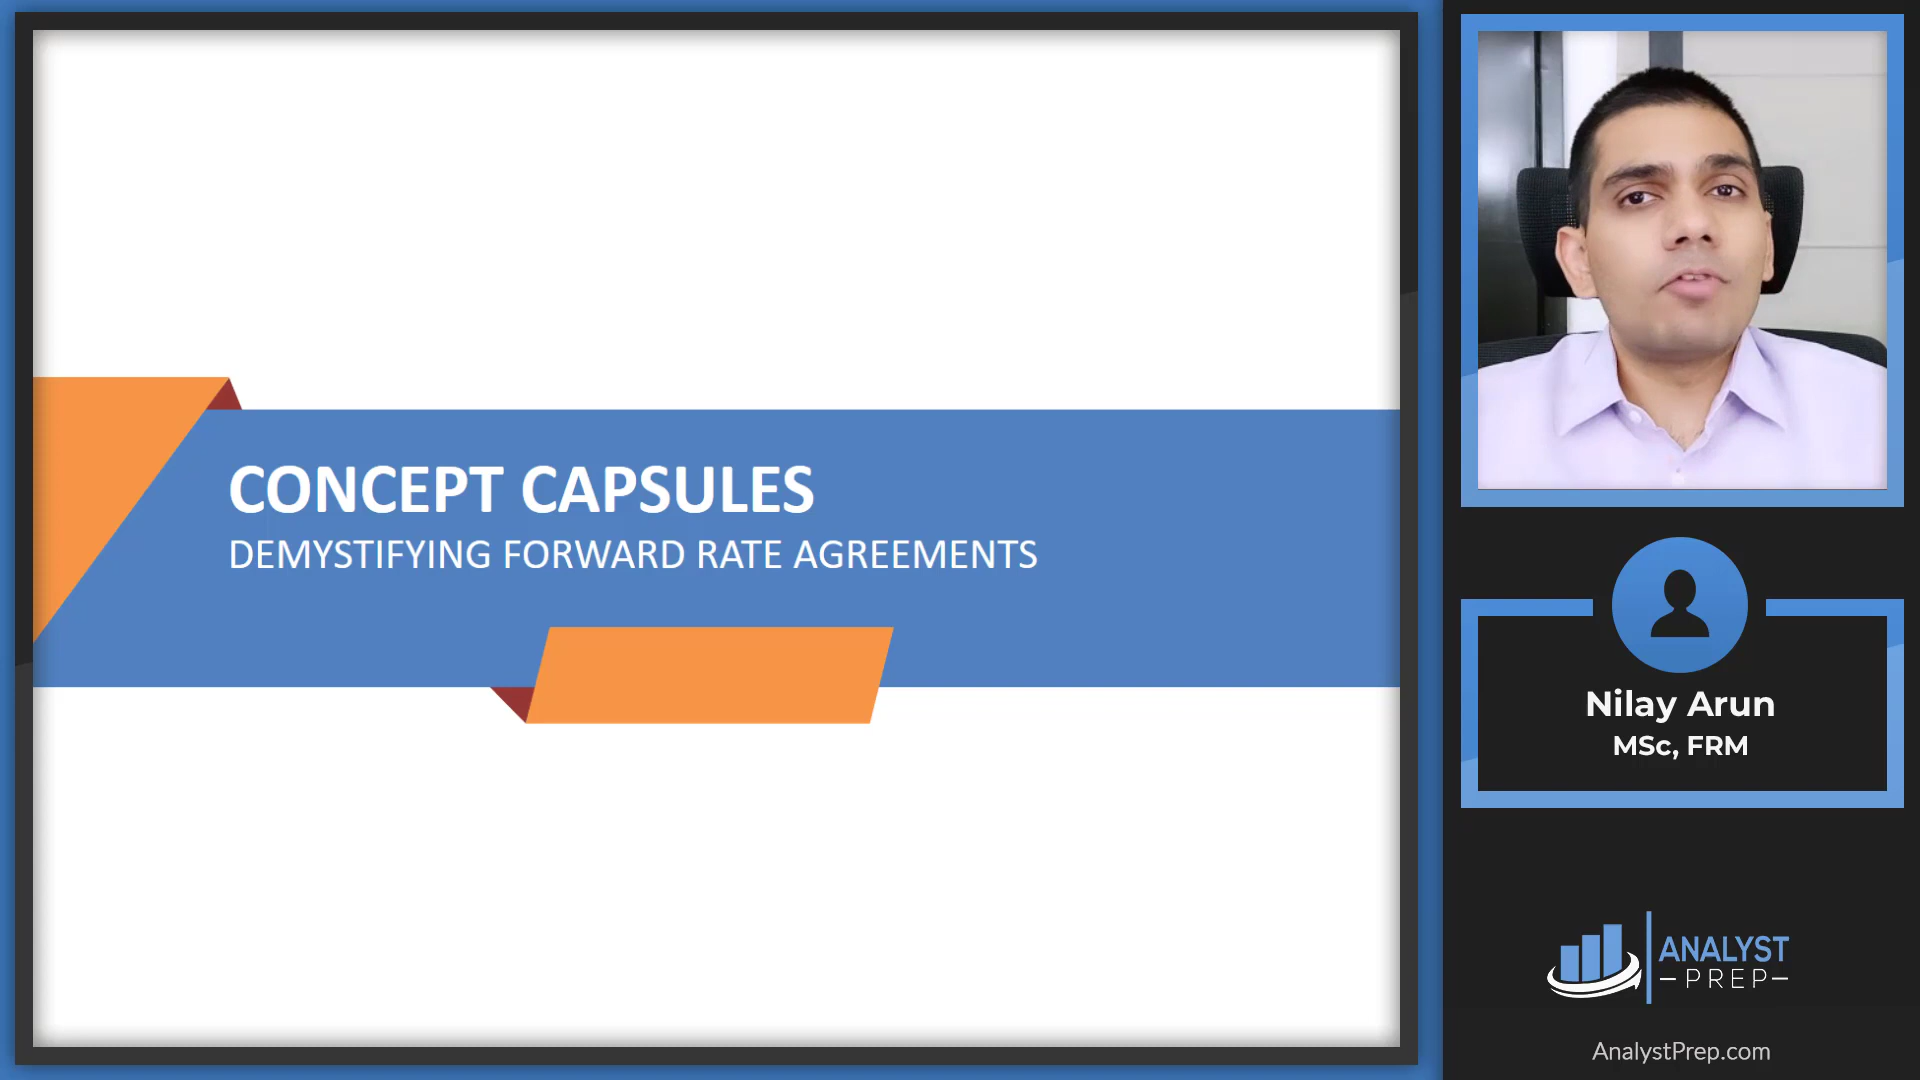 CONCEPT CAPSULES
DEMYSTIFYING FORWARD RATE AGREEMENTS
Nilay Arun
MSc, FRM
ANALYST
PREP
AnalystPrep.com